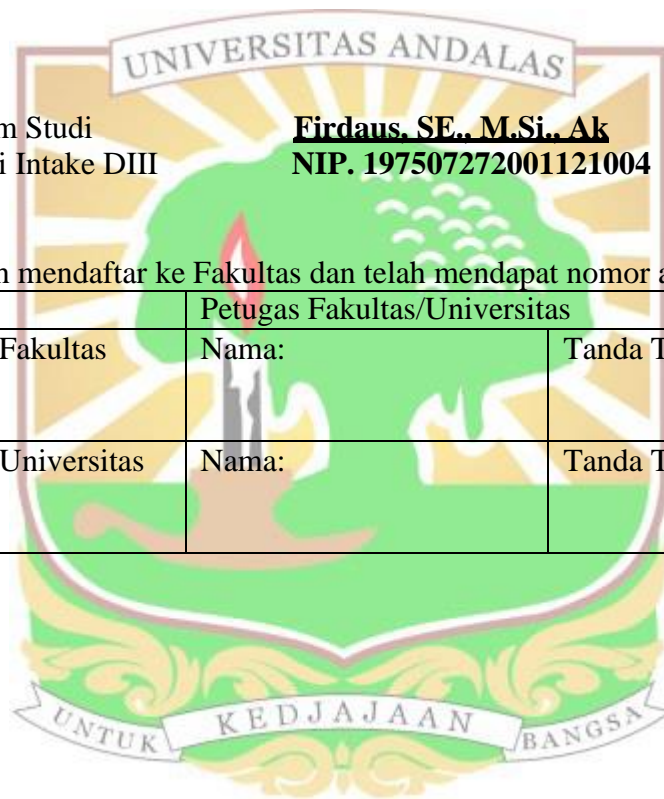 UNIVERSITAS ANDALAS
m Studi Firdaus, SE., M.Si., Ak
i Intake DIII NIP. 197507272001121004
n mendaftar ke Fakultas dan telah mendapat nomor a
Petugas Fakultas/Universitas
Fakultas Nama: Tanda T
Universitas Nama: Tanda T
UNTUK KEDJAJAAN BANGSA